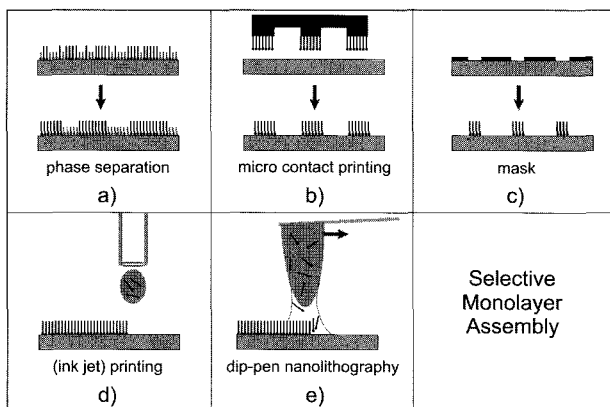 phase separation
a)
micro contact printing
b)
mask
c)
(ink jet) printing
d)
dip-pen nanolithography
e)
Selective
Monolayer
Assembly